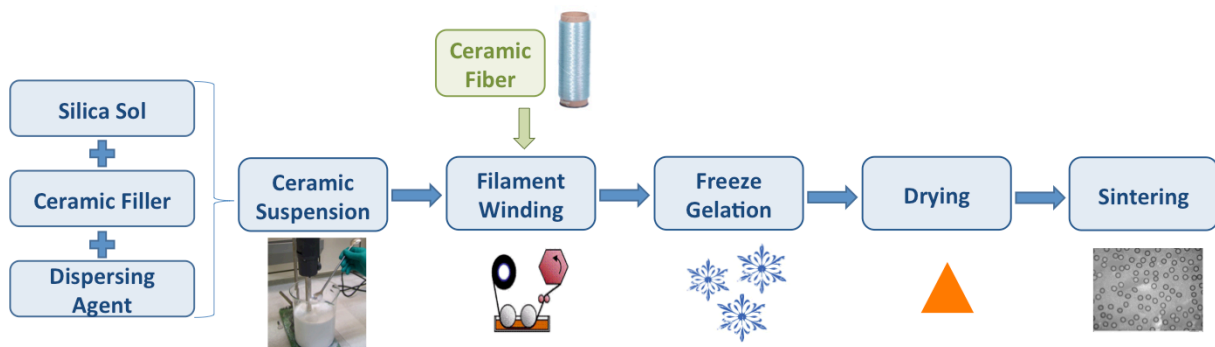 Ceramic
Fiber
Silica Sol
Ceramic Filler
Dispersing
Agent
Ceramic
Suspension
Filament
Winding
Freeze
Gelation
Drying
Sintering